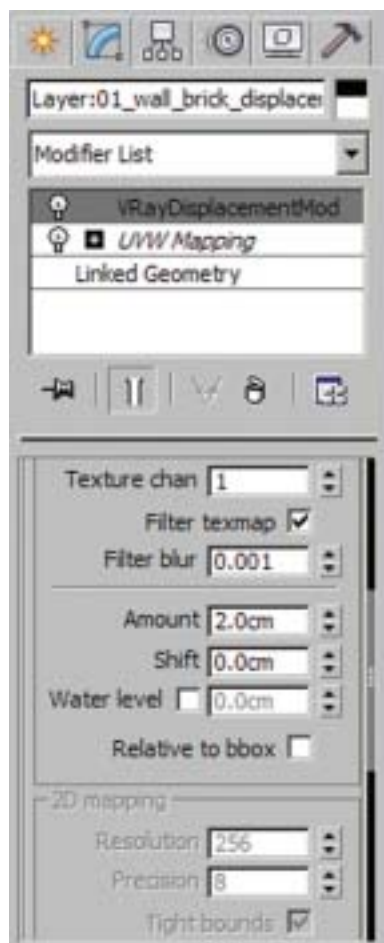 Layer:01_wall_brick_displacer
Modifier List
VRayDisplacementMod
UVW Mapping
Linked Geometry
Texture chan 1
Filter texmap
Filter blur 0.001
Amount 2.0cm
Shift 0.0cm
Water level 0.0cm
Relative to bbox
2D mapping
Resolution 256
Precision 8
Tight bounds